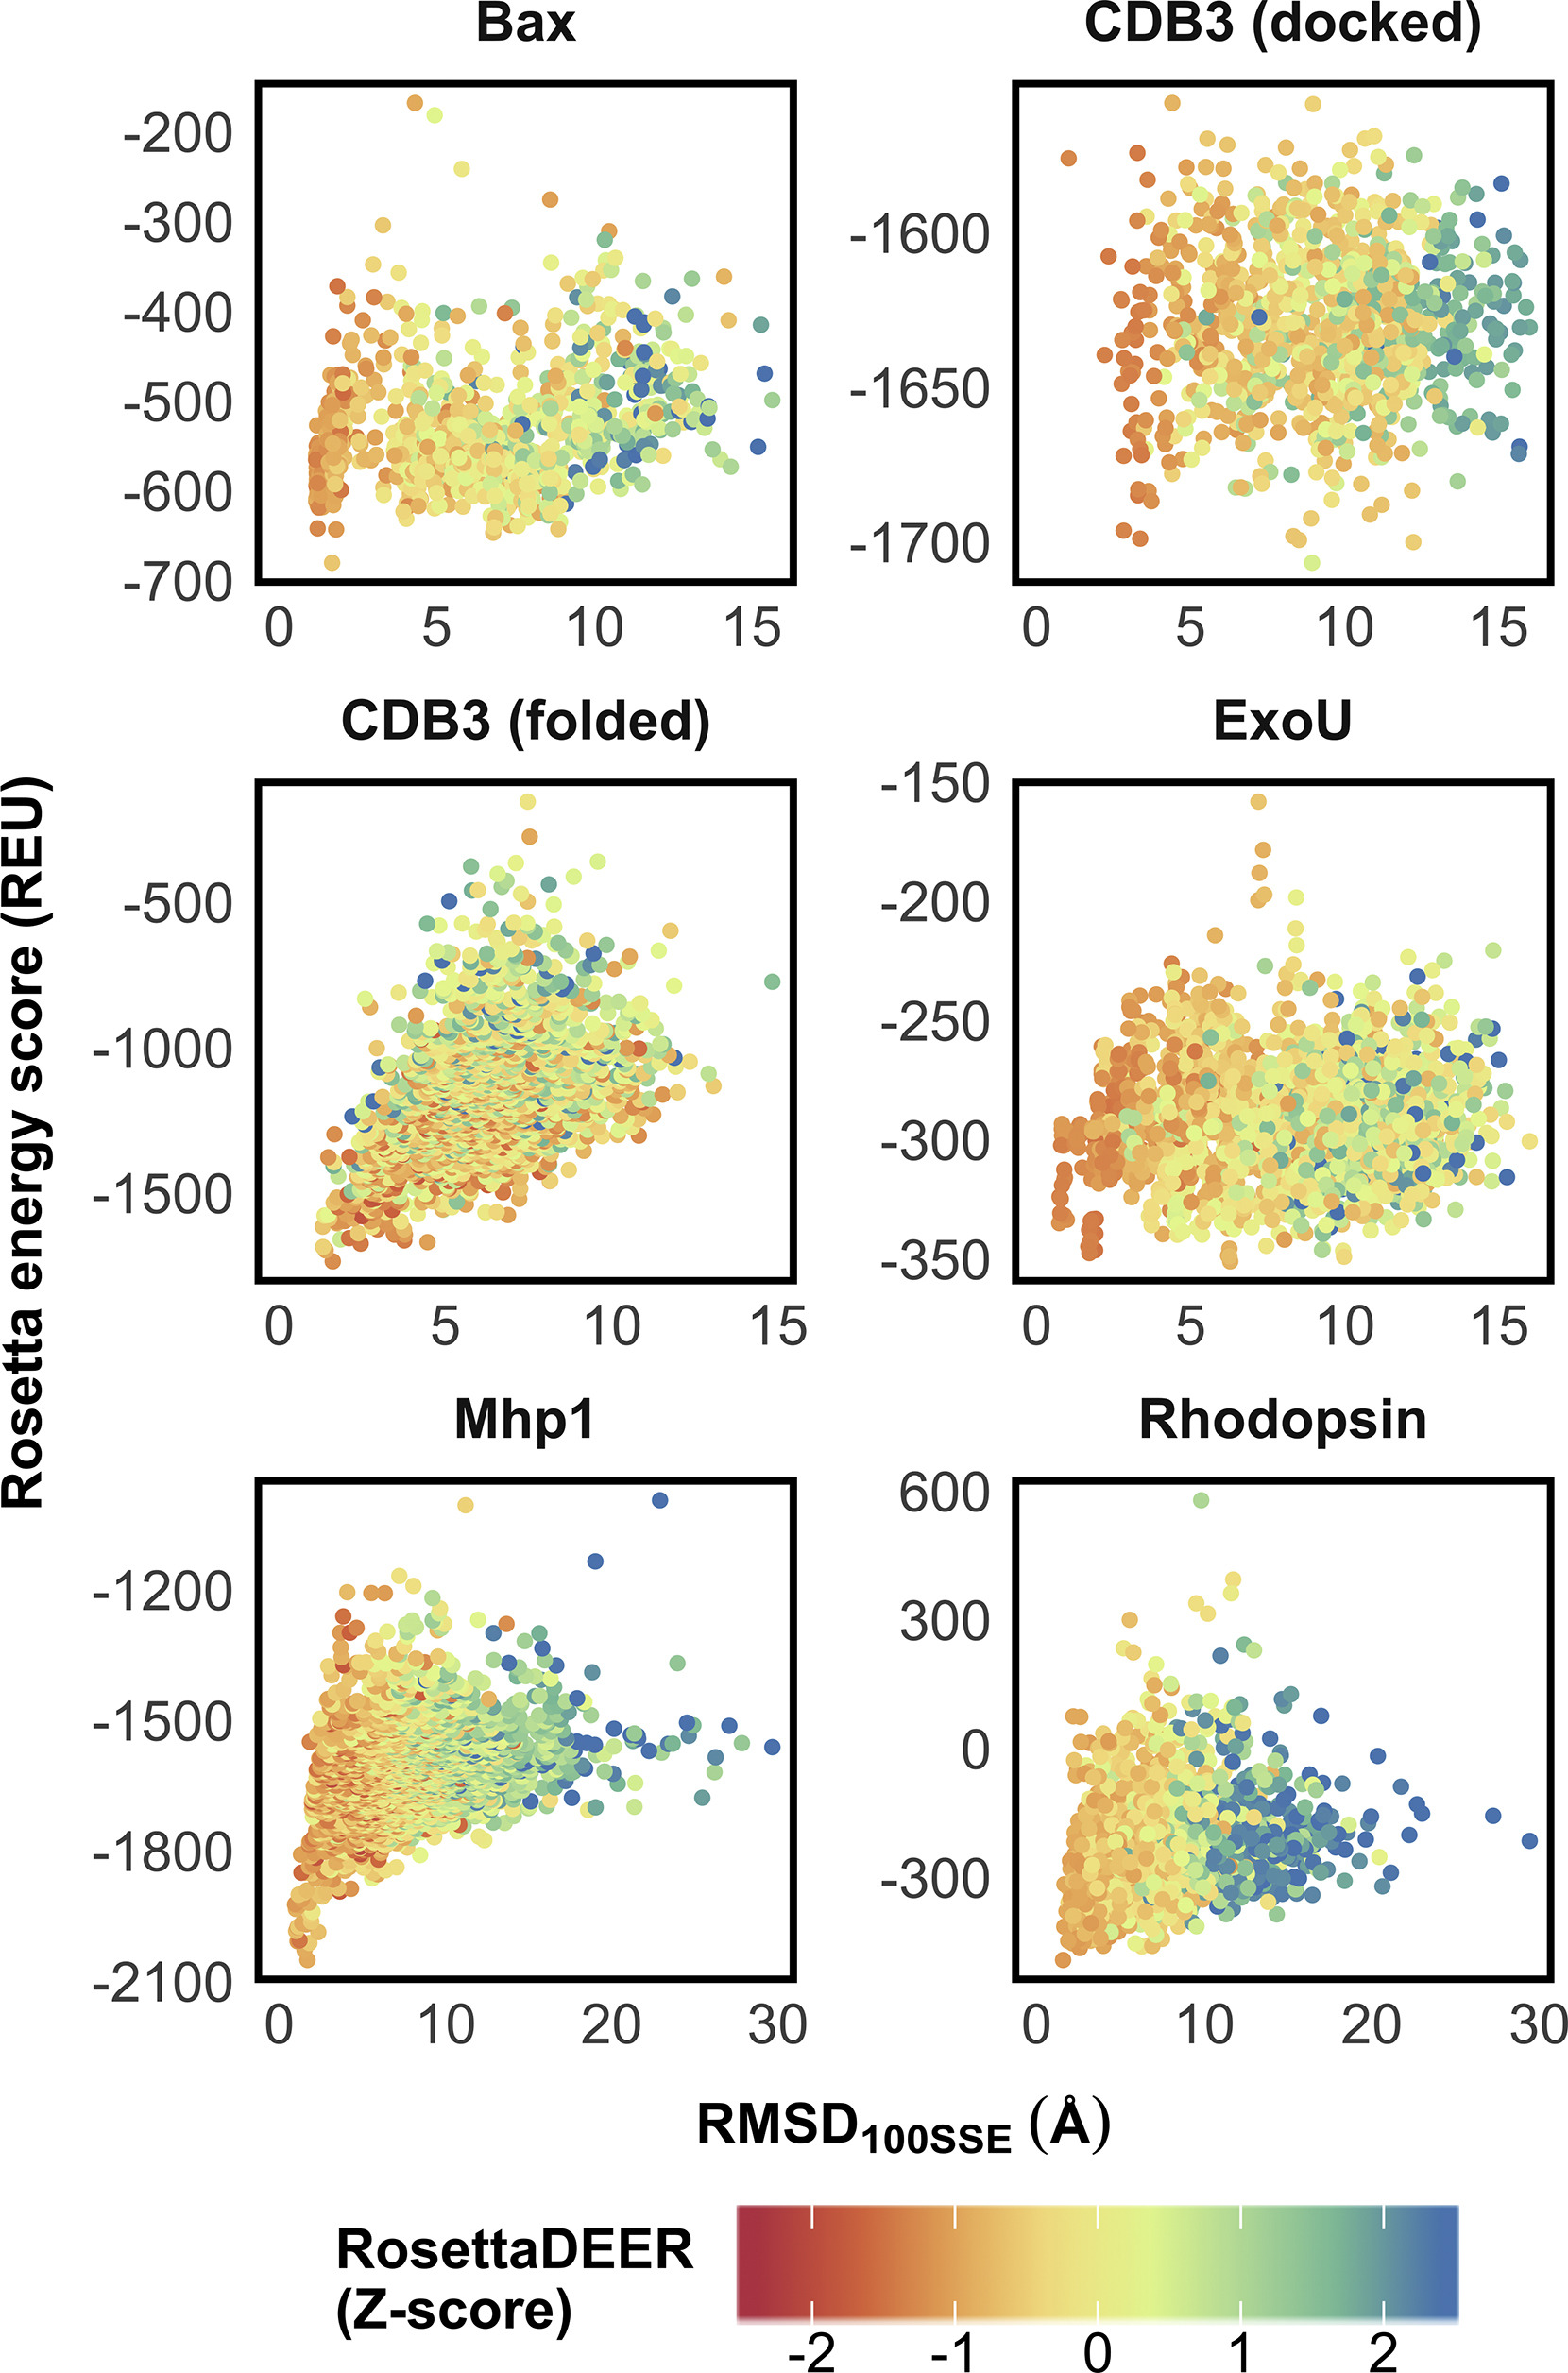 Bax
CDB3 (docked)
-200
-300
-400
-500
-600
-700
0 5 10 15
-1600
-1650
-1700
0 5 10 15
CDB3 (folded)
ExoU
-500
-1000
-1500
0 5 10 15
-150
-200
-250
-300
-350
0 5 10 15
Rosetta energy score (REU)
Mhp1
Rhodopsin
-1200
-1500
-1800
-2100
0 10 20 30
600
300
0
-300
0 10 20 30
RMSD100SSE (Å)
RosettaDEER
(Z-score)
-2 -1 0 1 2